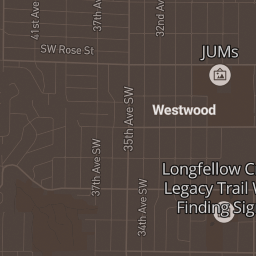 41st Ave
37th Ave
32nd Av
SW Rose St
JUMs
Westwood
35th Ave SW
37th Ave SW
34th Ave SW
Longfellow C
Legacy Trail W
Finding Sig